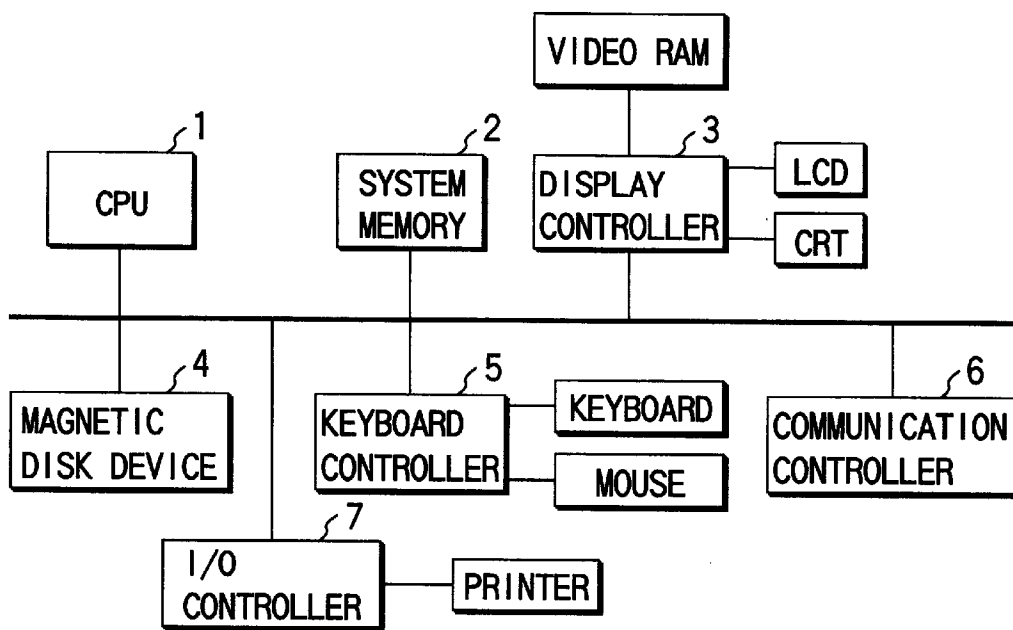 VIDEO RAM
1
CPU
2
SYSTEM
MEMORY
3
DISPLAY
CONTROLLER
LCD
CRT
4
MAGNETIC
DISK DEVICE
5
KEYBOARD
CONTROLLER
KEYBOARD
MOUSE
6
COMMUNICATION
CONTROLLER
7
I/O
CONTROLLER
PRINTER